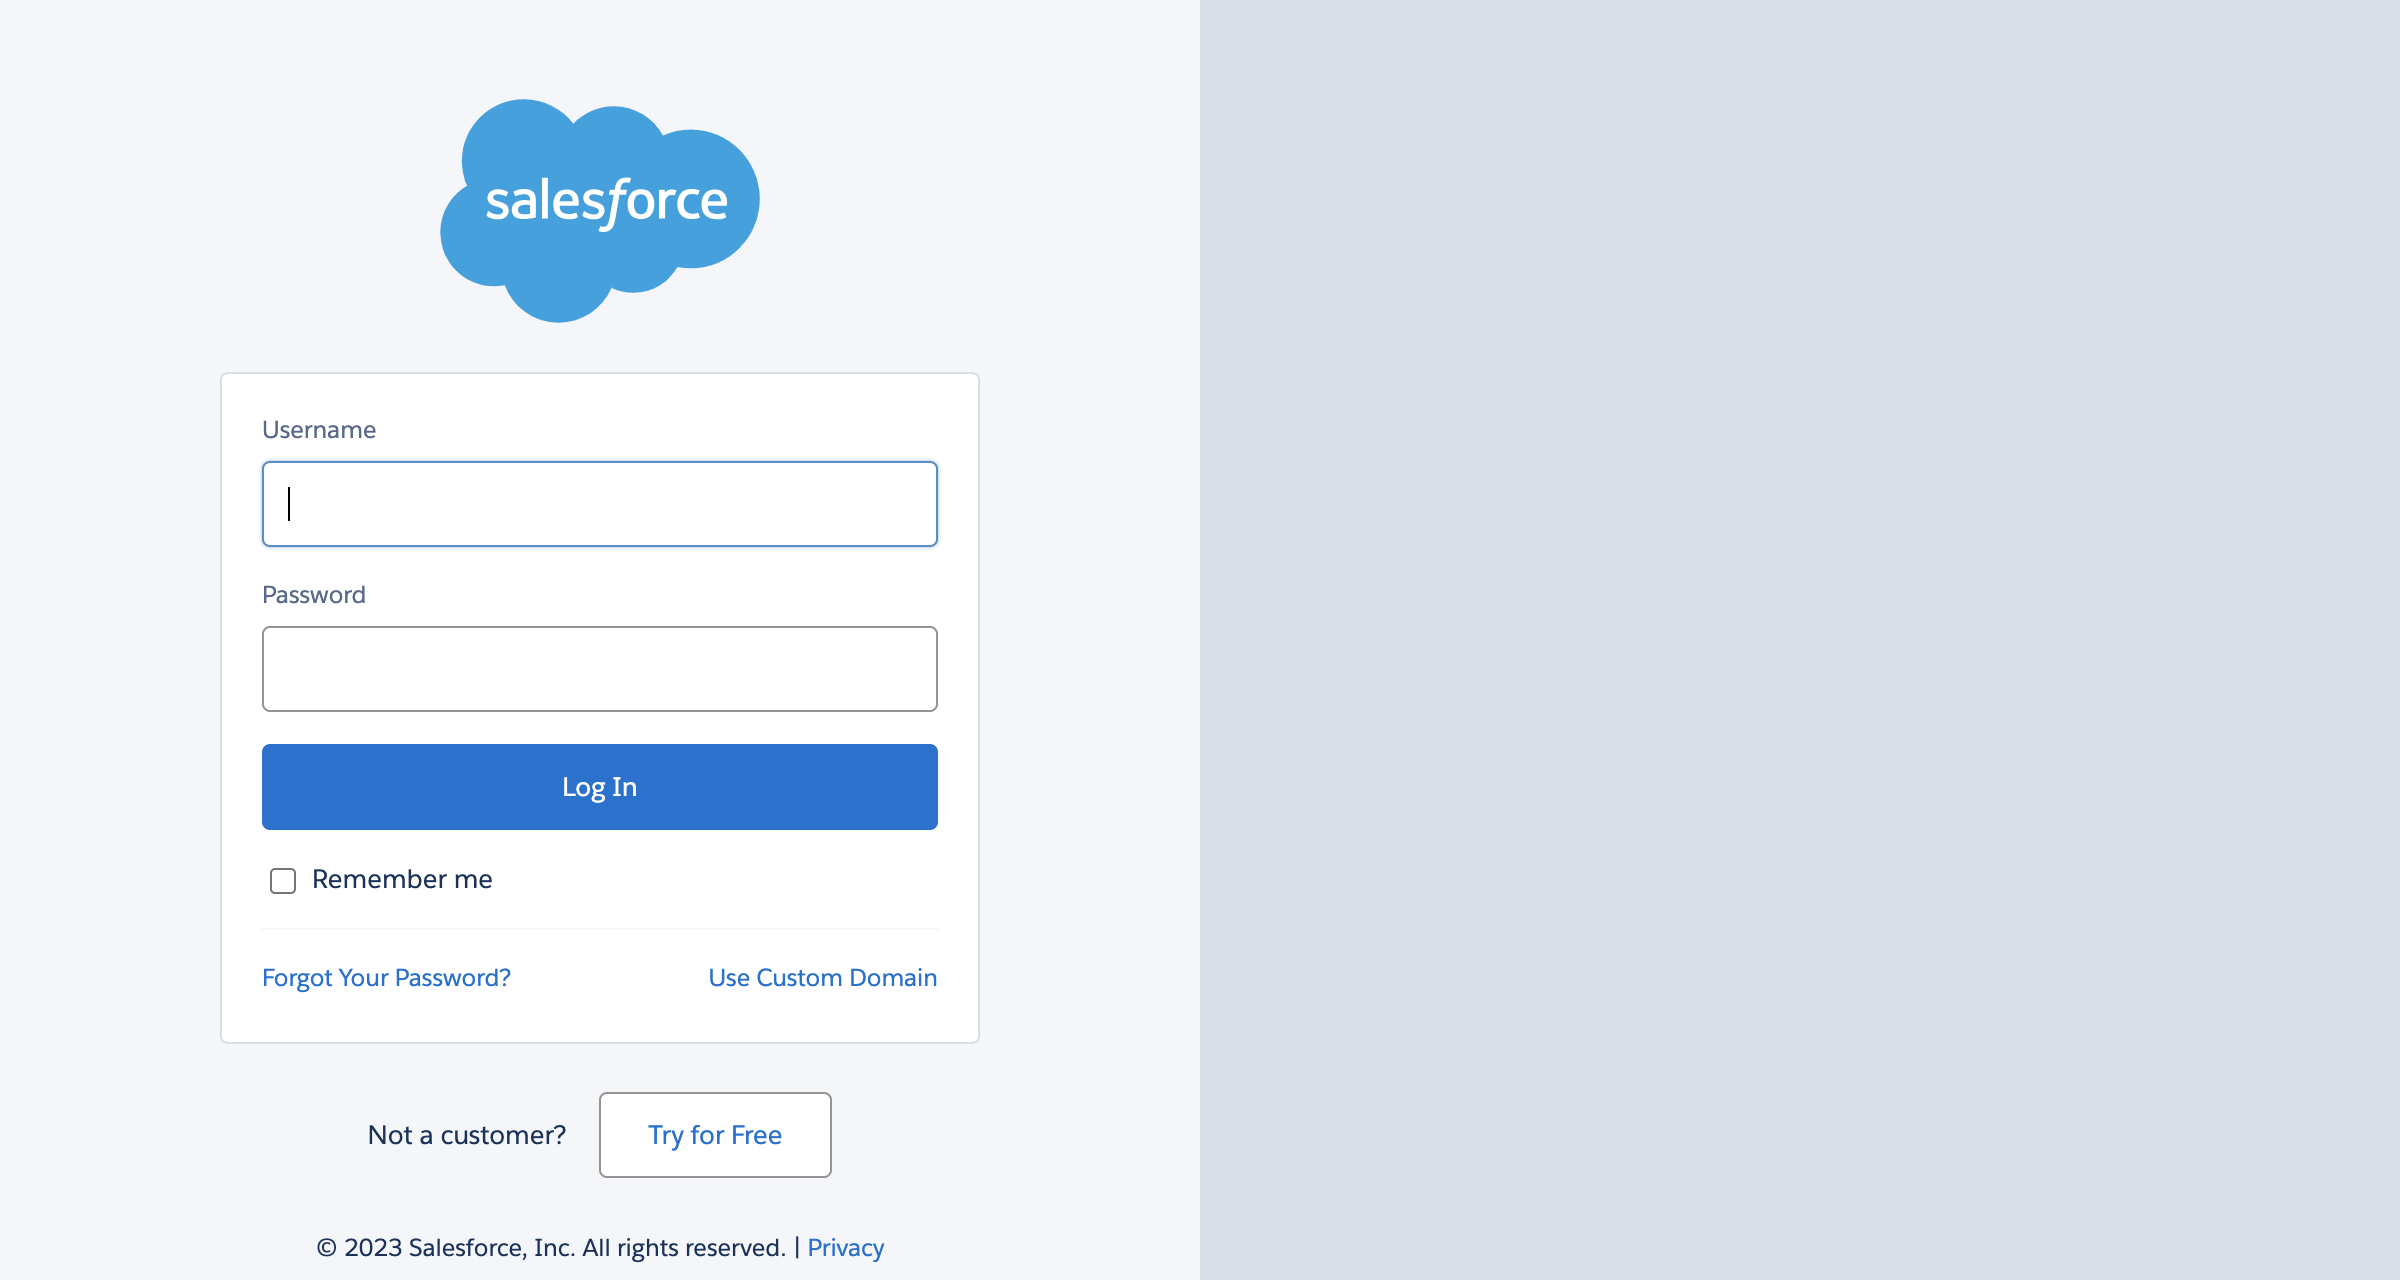 salesforce
Username
Password
Log In
Remember me
Forgot Your Password?
Use Custom Domain
Not a customer?
Try for Free
© 2023 Salesforce, Inc. All rights reserved. | Privacy